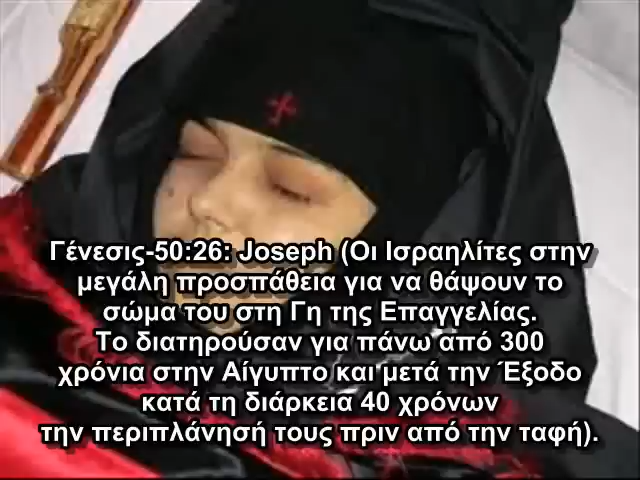 Γένεσις-50:26: Joseph (Οι Ισραηλίτες στην
μεγάλη προσπάθεια για να θάψουν το
σώμα του στη Γη της Επαγγελίας.
Το διατηρούσαν για πάνω από 300
χρόνια στην Αίγυπτο και μετά την Έξοδο
κατά τη διάρκεια 40 χρόνων
την περιπλάνησή τους πριν από την ταφή).